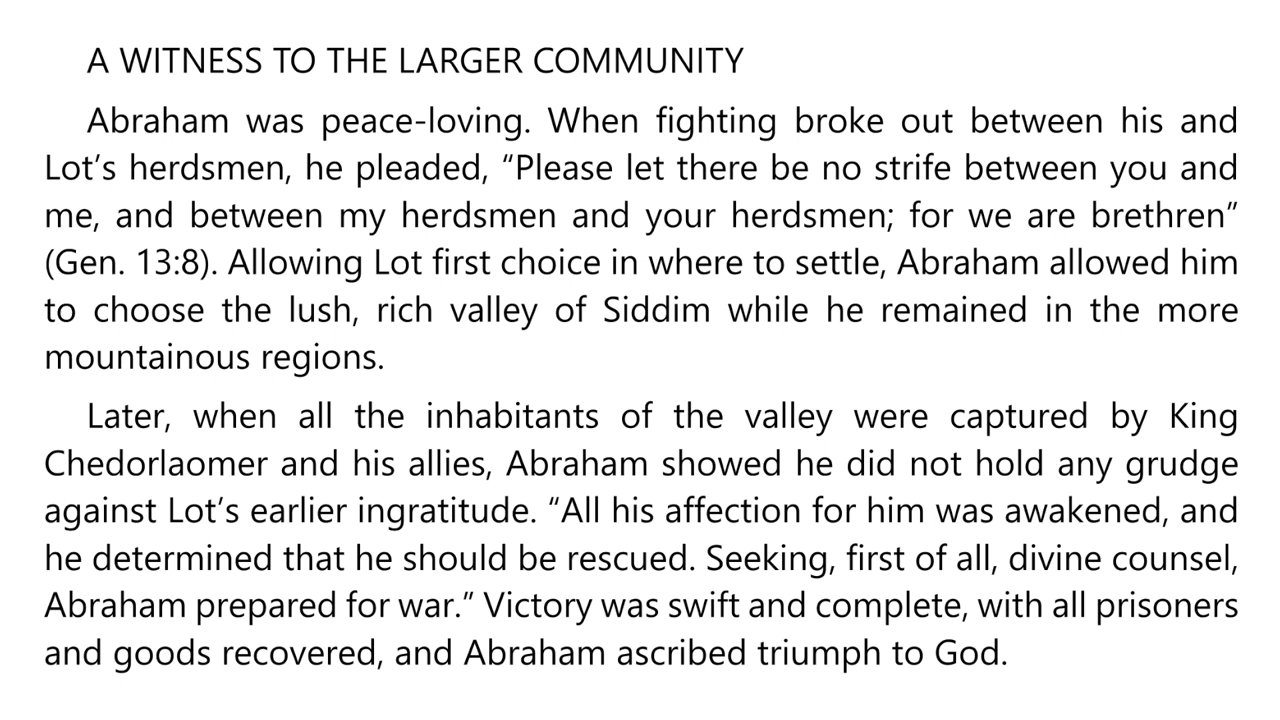 A WITNESS TO THE LARGER COMMUNITY
Abraham was peace-loving. When fighting broke out between his and
Lot’s herdsmen, he pleaded, “Please let there be no strife between you and
me, and between my herdsmen and your herdsmen; for we are brethren”
(Gen. 13:8). Allowing Lot first choice in where to settle, Abraham allowed him
to choose the lush, rich valley of Siddim while he remained in the more
mountainous regions.
Later, when all the inhabitants of the valley were captured by King
Chedorlaomer and his allies, Abraham showed he did not hold any grudge
against Lot’s earlier ingratitude. “All his affection for him was awakened, and
he determined that he should be rescued. Seeking, first of all, divine counsel,
Abraham prepared for war.” Victory was swift and complete, with all prisoners
and goods recovered, and Abraham ascribed triumph to God.